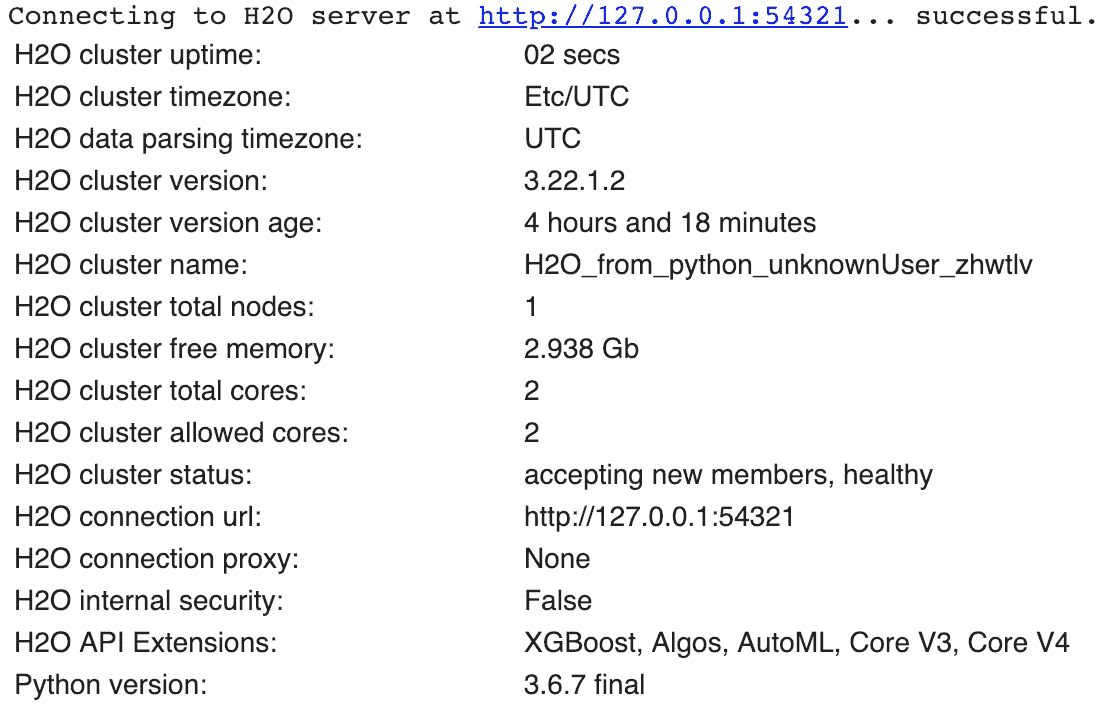 Connecting to H2O server at http://127.0.0.1:54321... successful.
H2O cluster uptime: 02 secs
H2O cluster timezone: Etc/UTC
H2O data parsing timezone: UTC
H2O cluster version: 3.22.1.2
H2O cluster version age: 4 hours and 18 minutes
H2O cluster name: H2O_from_python_unknownUser_zhwtlv
H2O cluster total nodes: 1
H2O cluster free memory: 2.938 Gb
H2O cluster total cores: 2
H2O cluster allowed cores: 2
H2O cluster status: accepting new members, healthy
H2O connection url: http://127.0.0.1:54321
H2O connection proxy: None
H2O internal security: False
H2O API Extensions: XGBoost, Algos, AutoML, Core V3, Core V4
Python version: 3.6.7 final